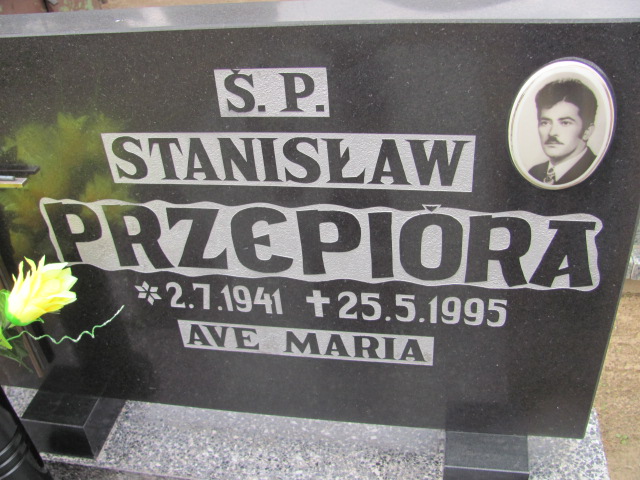 Ś. P.
STANISŁAW
PRZEPIÓRA
* 2.7.1941 ✝ 25.5.1995
AVE MARIA